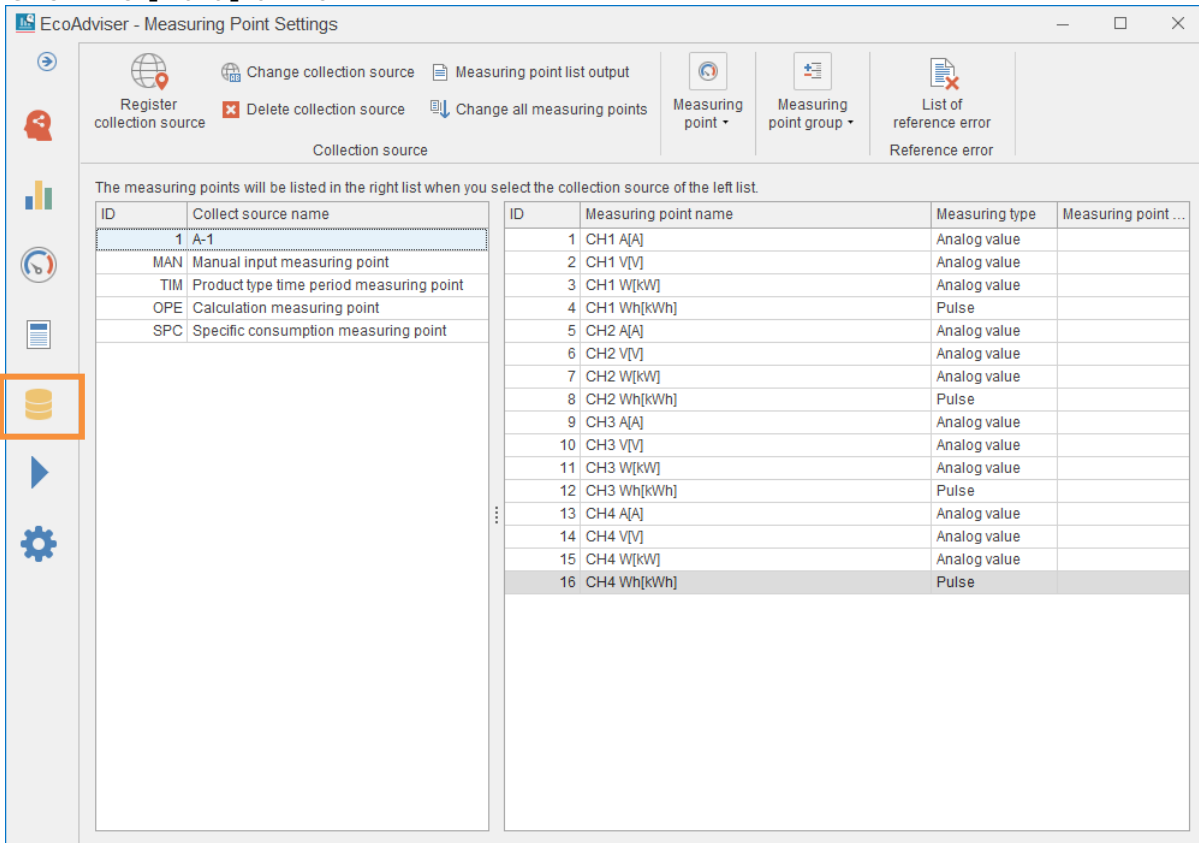 EcoAdviser - Measuring Point Settings
Register
collection source
Change collection source
Delete collection source
Measuring point list output
Change all measuring points
Collection source
Measuring
point
Measuring
point group
List of
reference error
Reference error
The measuring points will be listed in the right list when you select the collection source of the left list.
ID Collect source name
1 A-1
MAN Manual input measuring point
TIM Product type time period measuring point
OPE Calculation measuring point
SPC Specific consumption measuring point
ID Measuring point name Measuring type Measuring point ...
1 CH1 A[A] Analog value
2 CH1 V[V] Analog value
3 CH1 W[kW] Analog value
4 CH1 Wh[kWh] Pulse
5 CH2 A[A] Analog value
6 CH2 V[V] Analog value
7 CH2 W[kW] Analog value
8 CH2 Wh[kWh] Pulse
9 CH3 A[A] Analog value
10 CH3 V[V] Analog value
11 CH3 W[kW] Analog value
12 CH3 Wh[kWh] Pulse
13 CH4 A[A] Analog value
14 CH4 V[V] Analog value
15 CH4 W[kW] Analog value
16 CH4 Wh[kWh] Pulse